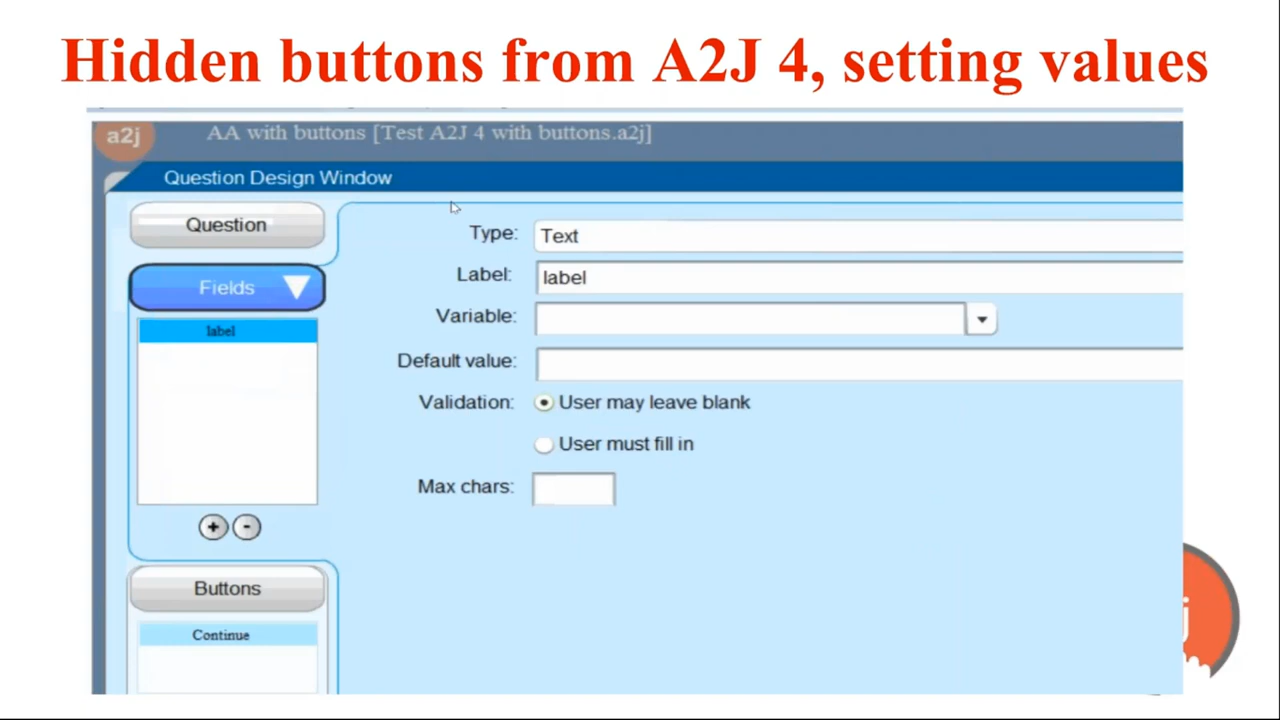 Hidden buttons from A2J 4, setting values
a2j
AA with buttons [Test A2J 4 with buttons.a2j]
Question Design Window
Question
Fields
label
Buttons
Continue
Type: Text
Label: label
Variable:
Default value:
Validation: User may leave blank
User must fill in
Max chars:
+ -
j